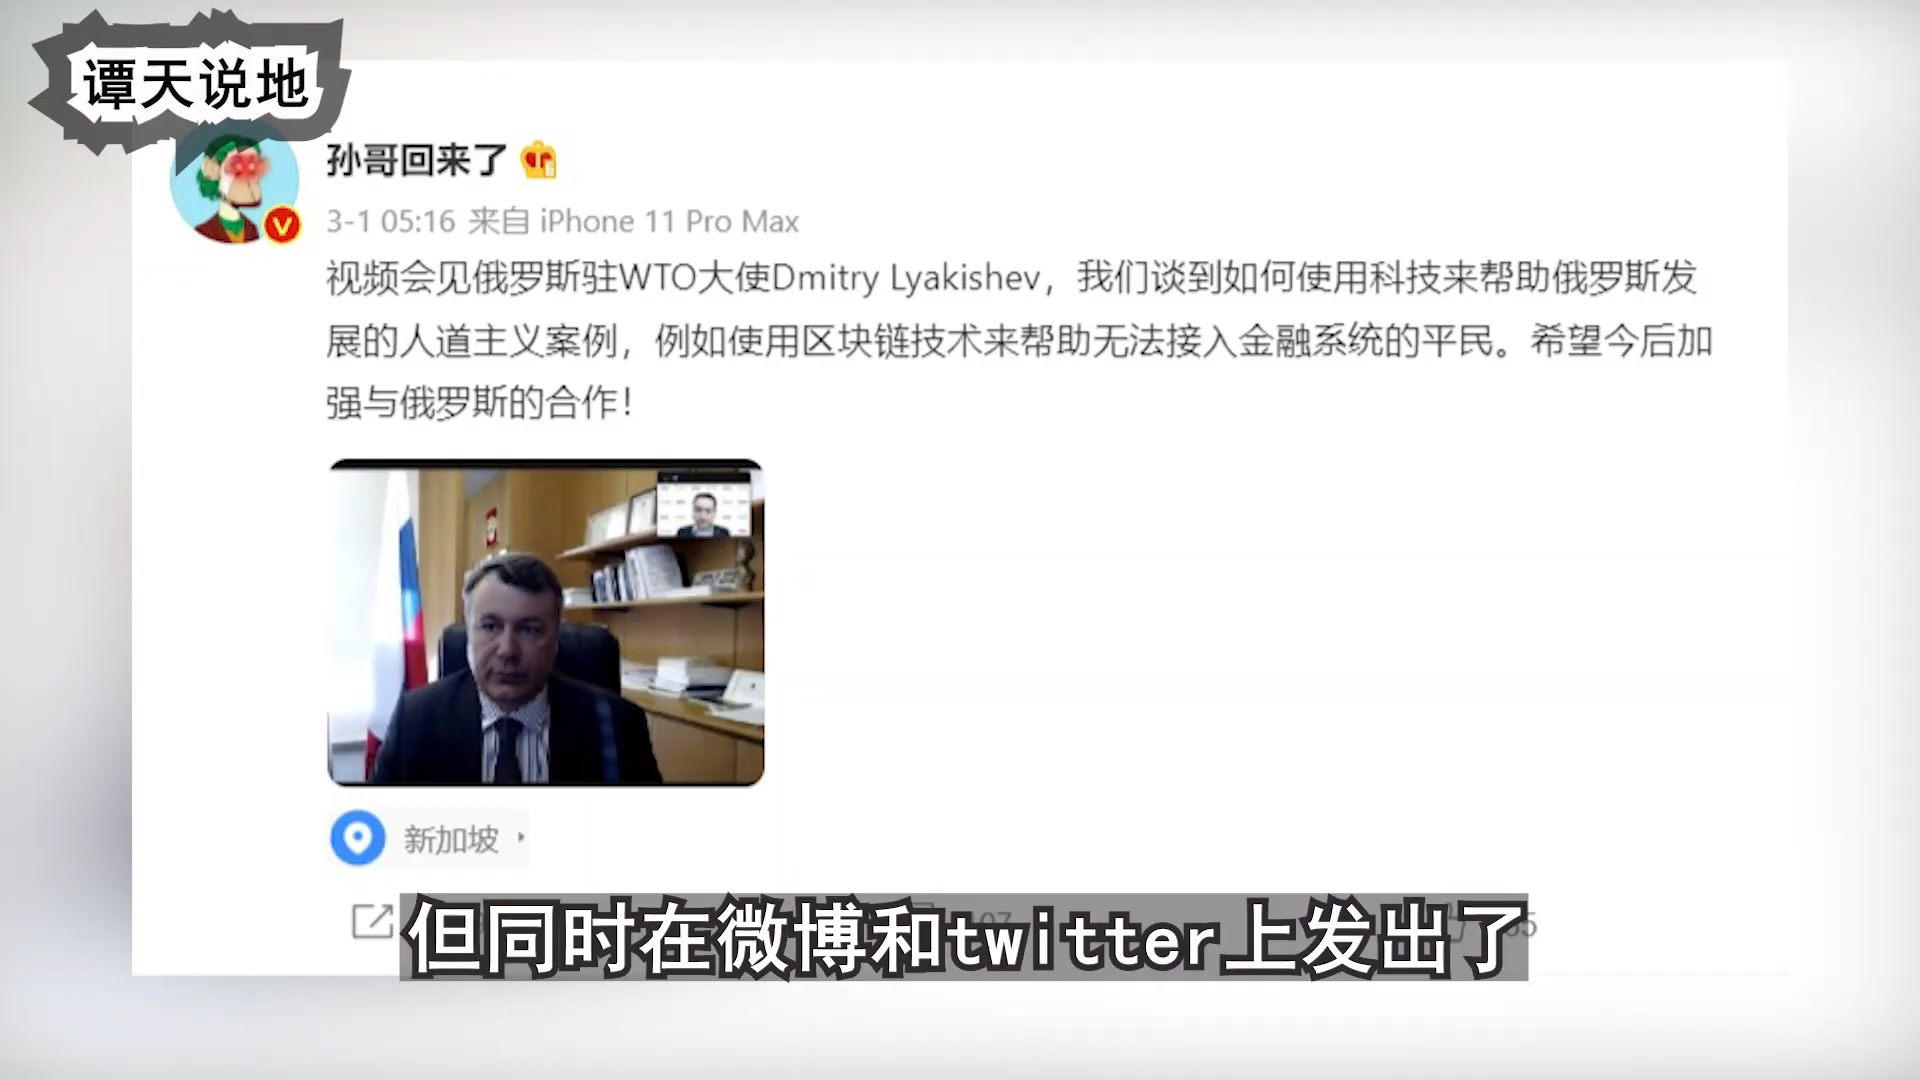 谭天说地
孙哥回来了
3-1 05:16 来自 iPhone 11 Pro Max
视频会见俄罗斯驻WTO大使Dmitry Lyakishev，我们谈到如何使用科技来帮助俄罗斯发
展的人道主义案例，例如使用区块链技术来帮助无法接入金融系统的平民。希望今后加
强与俄罗斯的合作！
新加坡
但同时在微博和twitter上发出了